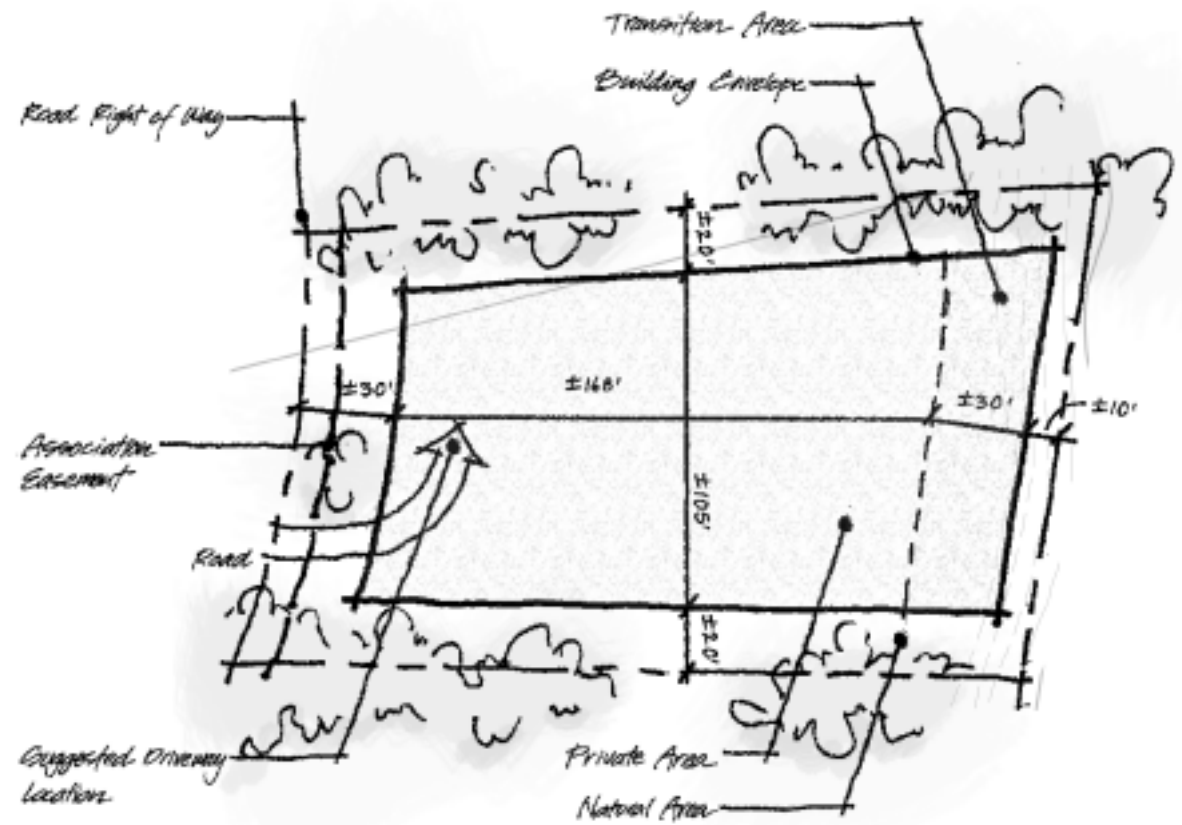 Transition Area
Building Envelope
Road Right of Way
±20'
±30'
±168'
±30'
±10'
Association
Easement
±105'
Road
±20'
Suggested Driveway
Location
Private Area
Natural Area